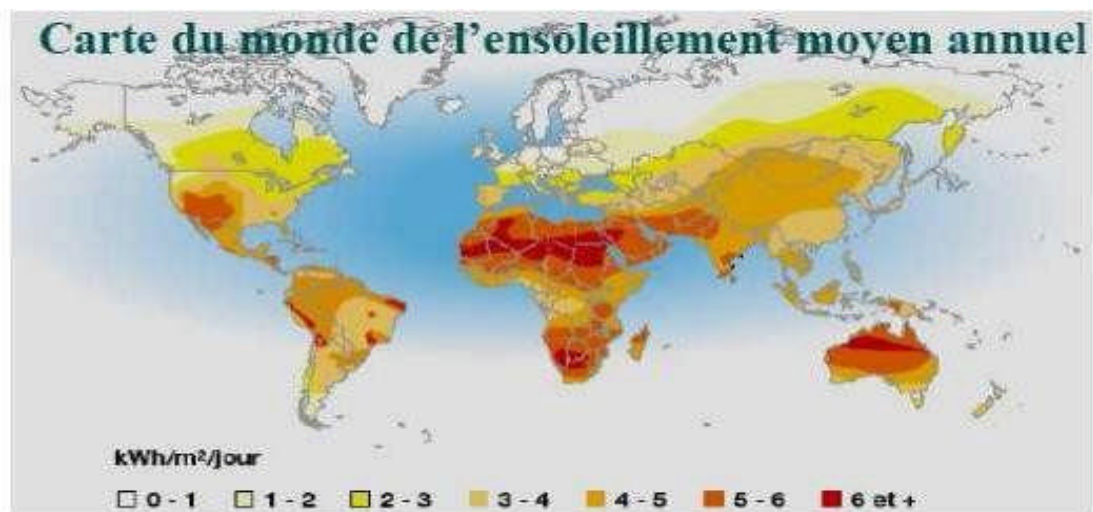 Carte du monde de l'ensoleillement moyen annuel
kWh/m²/jour
0 - 1 1 - 2 2 - 3 3 - 4 4 - 5 5 - 6 6 et +